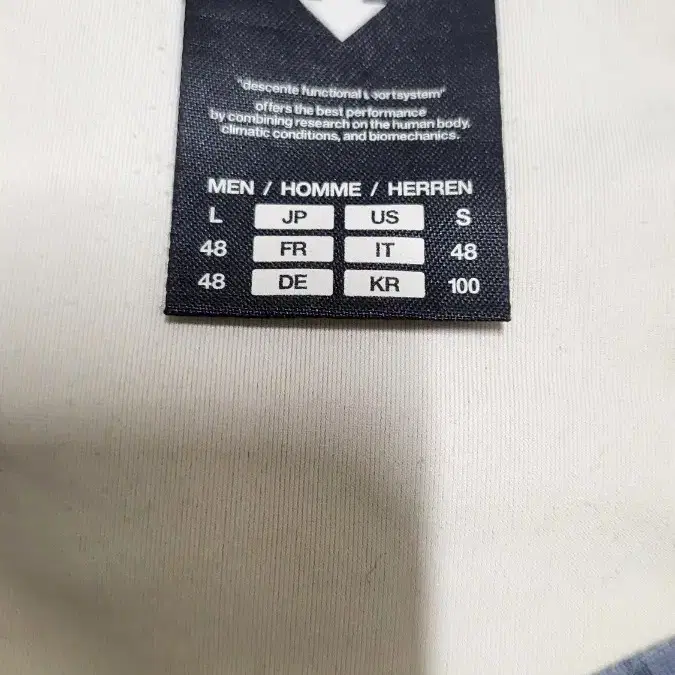 "descente functional sportsystem"
offers the best performance
by combining research on the human body,
climatic conditions, and biomechanics.
MEN / HOMME / HERREN
L JP US S
48 FR IT 48
48 DE KR 100